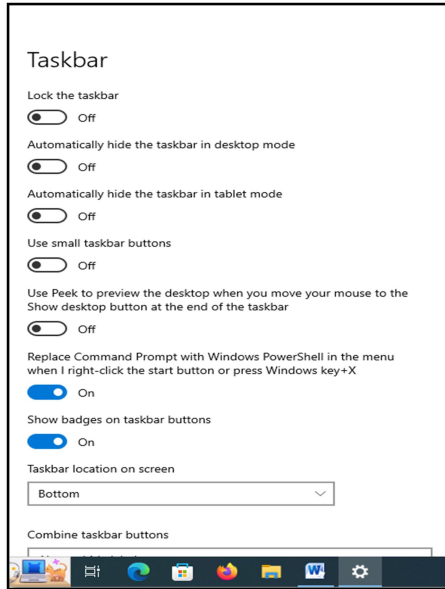 Taskbar
Lock the taskbar
Off
Automatically hide the taskbar in desktop mode
Off
Automatically hide the taskbar in tablet mode
Off
Use small taskbar buttons
Off
Use Peek to preview the desktop when you move your mouse to the
Show desktop button at the end of the taskbar
Off
Replace Command Prompt with Windows PowerShell in the menu
when I right-click the start button or press Windows key+X
On
Show badges on taskbar buttons
On
Taskbar location on screen
Bottom
Combine taskbar buttons
W